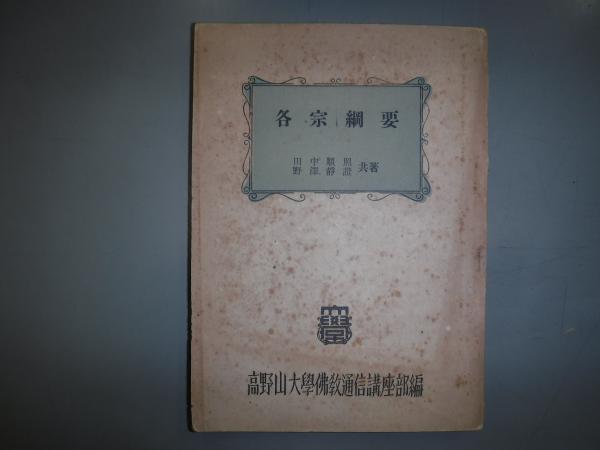 各宗綱要
田中順照
野澤靜證
共著
高野山大學佛敎通信講座部編